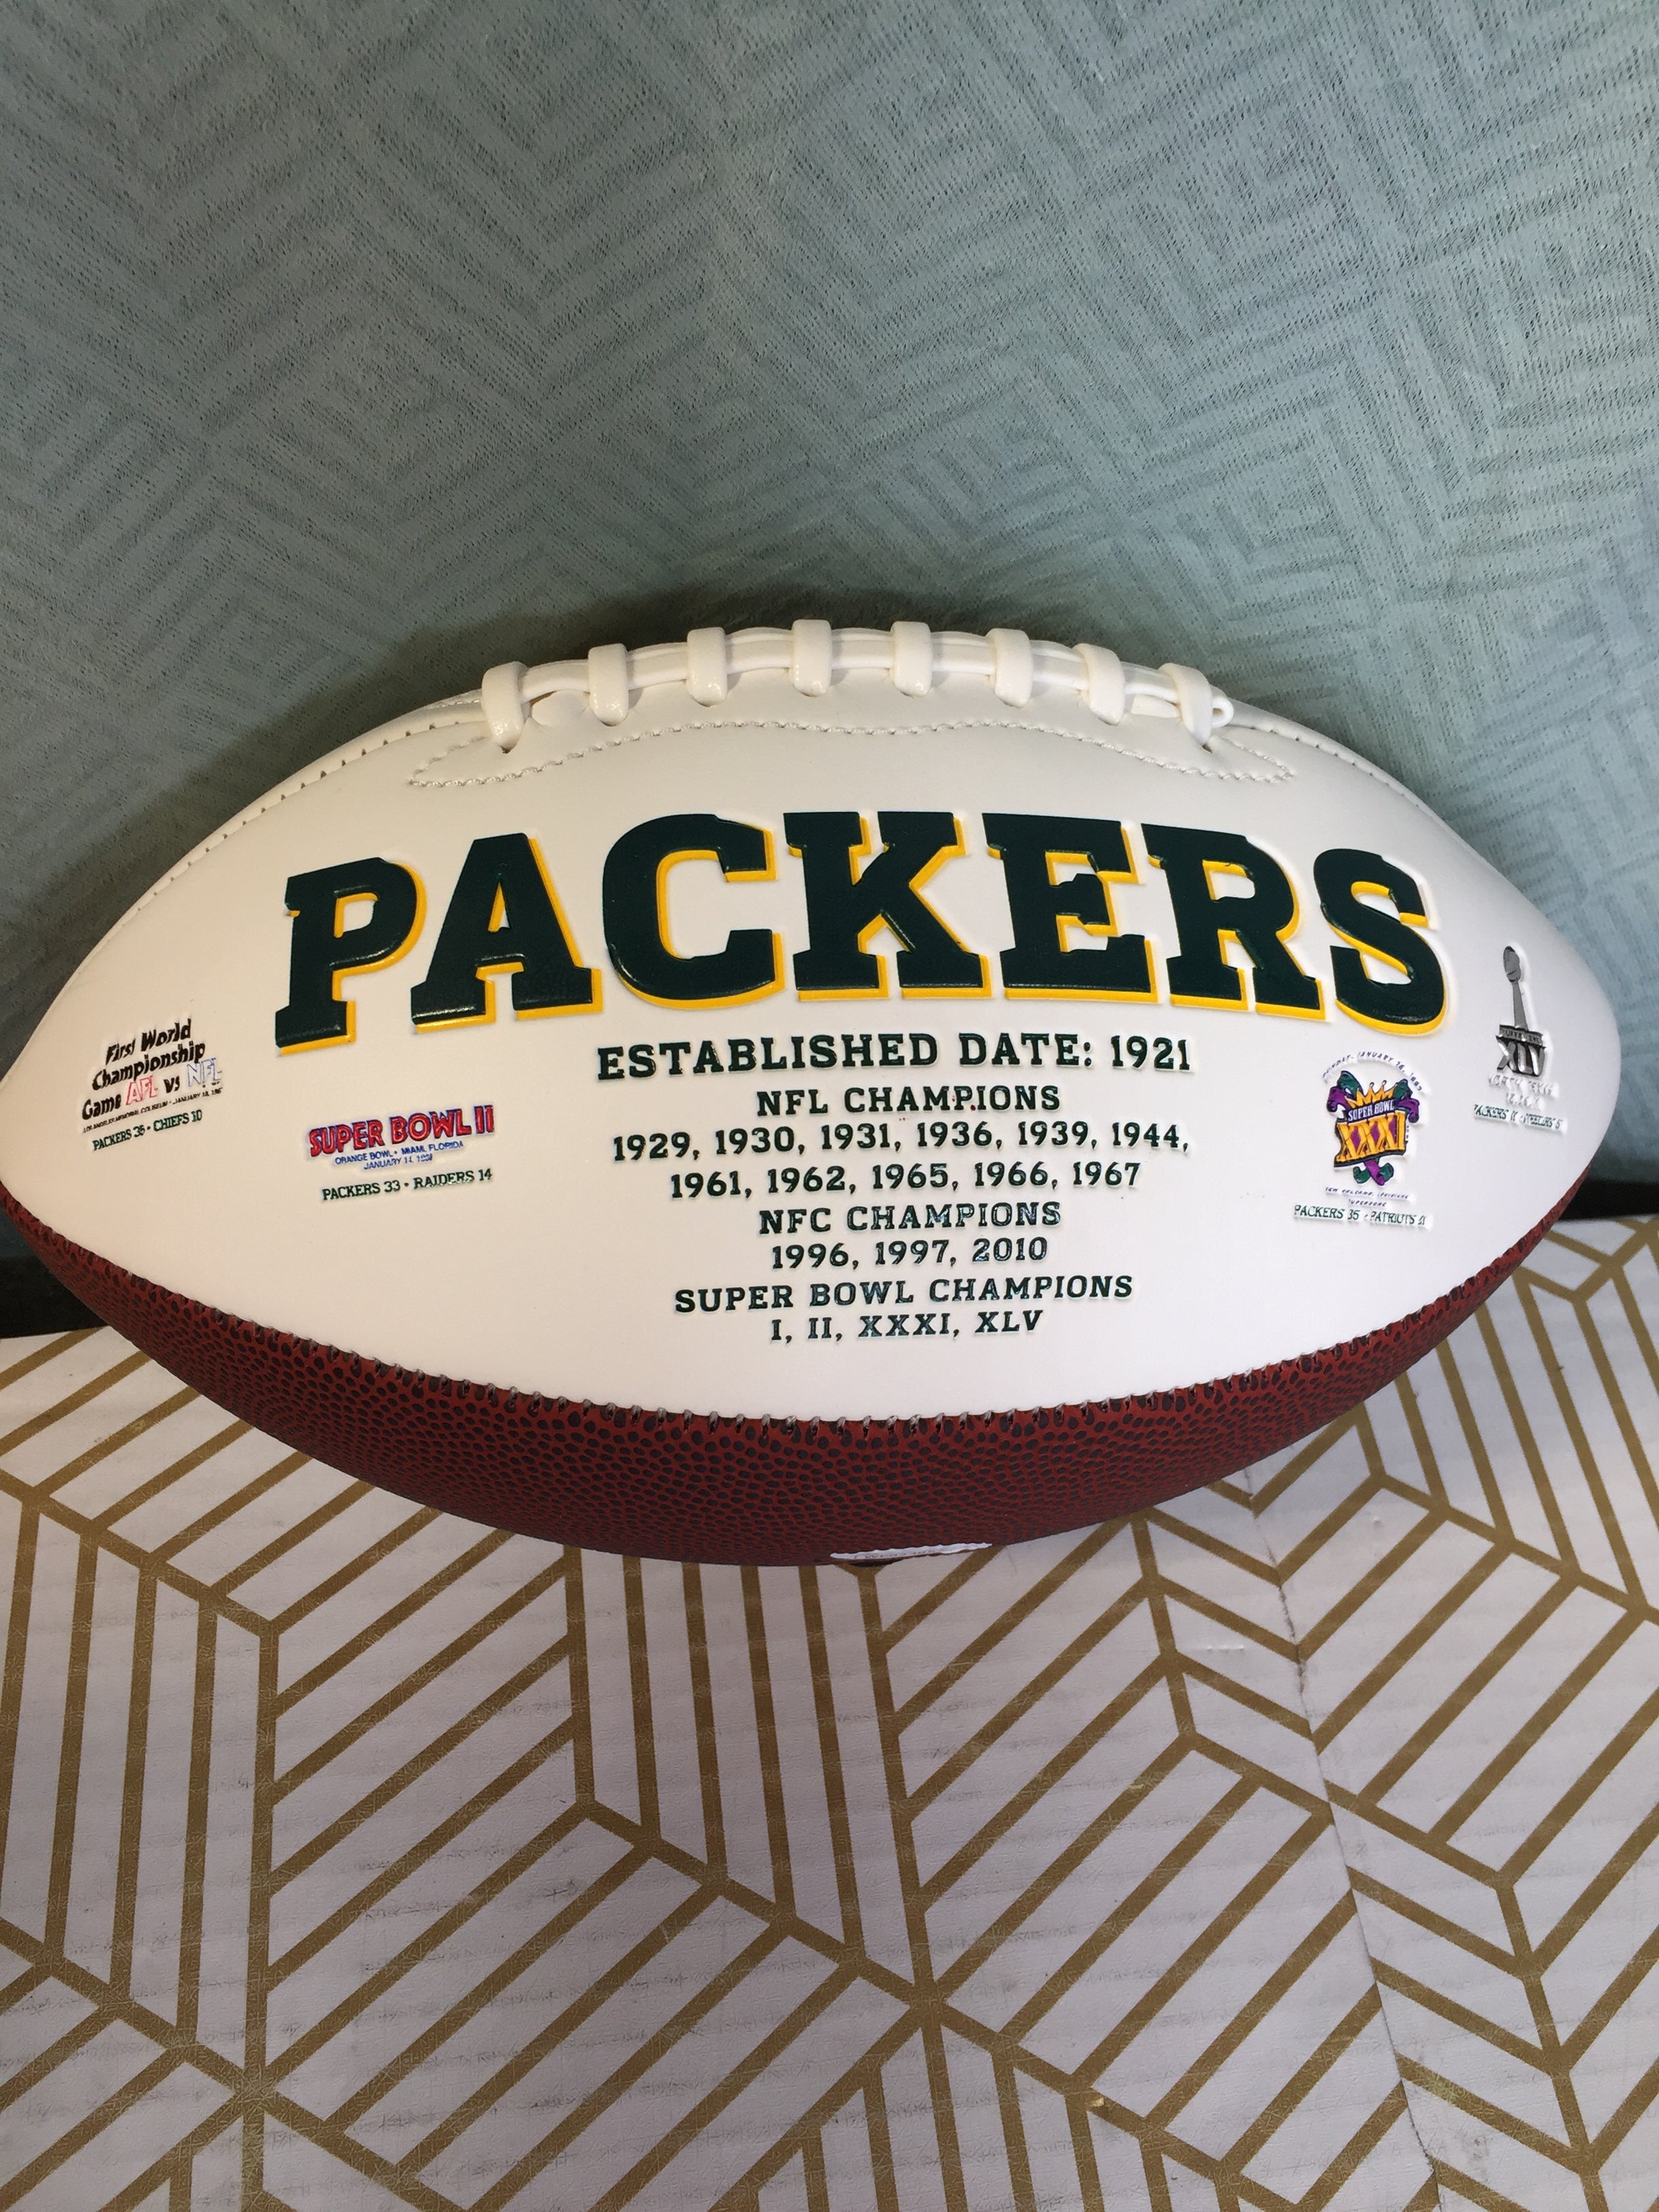 PACKERS
ESTABLISHED DATE: 1921
NFL CHAMPIONS
1929, 1930, 1931, 1936, 1939, 1944,
1961, 1962, 1965, 1966, 1967
NFC CHAMPIONS
1996, 1997, 2010
SUPER BOWL CHAMPIONS
I, II, XXXI, XLV
First World
Championship
Game AFL vs NFL
PACKERS 35 • CHIEFS 10
SUPER BOWL II
ORANGE BOWL • MIAMI, FLORIDA
JANUARY 14, 1968
PACKERS 33 • RAIDERS 14
SUPER BOWL
XXXI
PACKERS 35 • PATRIOTS 21
XLV